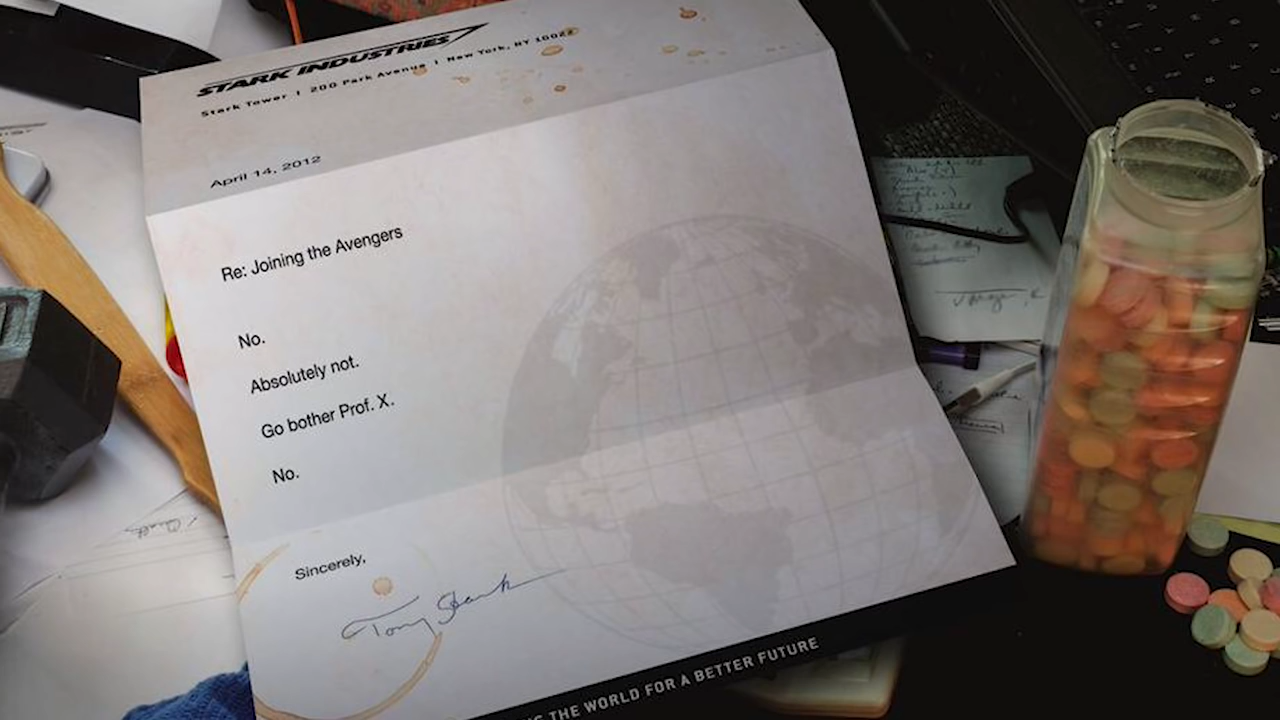 STARK INDUSTRIES
Stark Tower | 200 Park Avenue | New York, NY 10022
April 14, 2012
Re: Joining the Avengers
No.
Absolutely not.
Go bother Prof. X.
No.
Sincerely,
Tony Stark
THE WORLD FOR A BETTER FUTURE